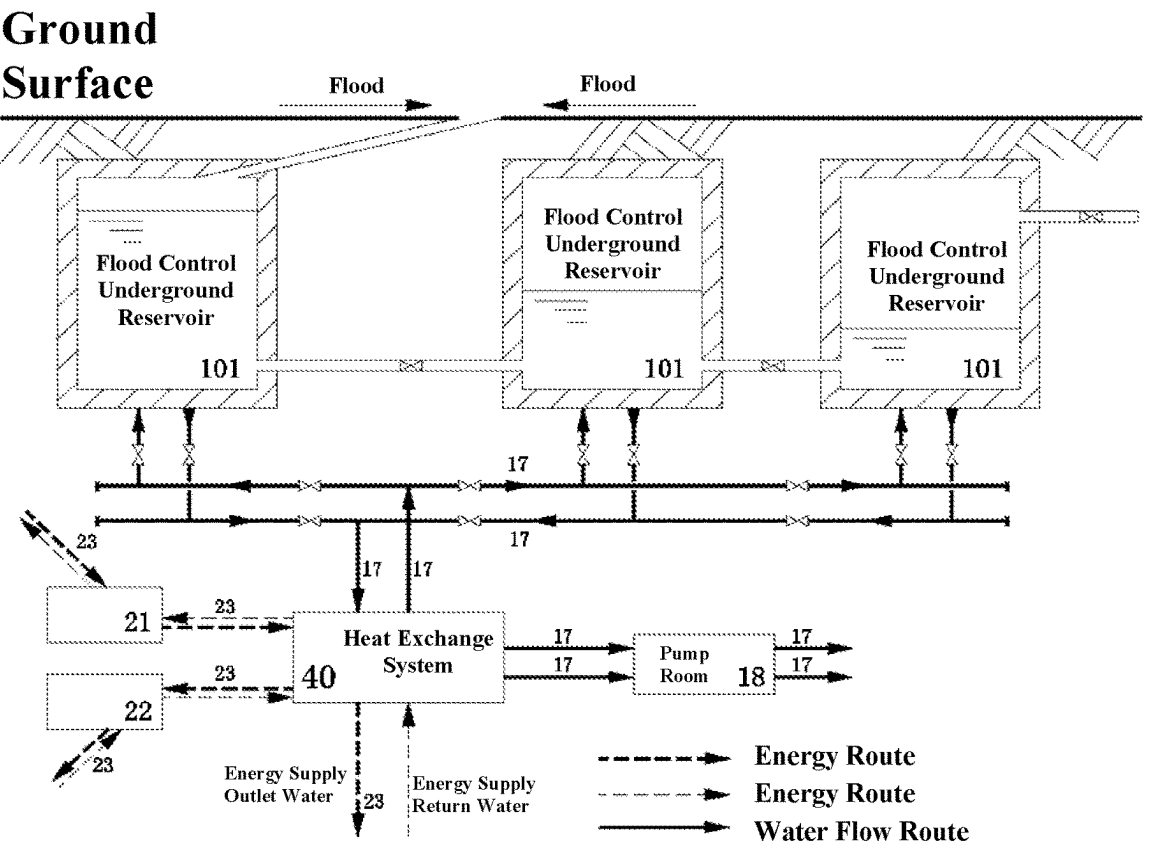 Ground
Surface
Flood
Flood
Flood Control
Underground
Reservoir
101
Flood Control
Underground
Reservoir
101
Flood Control
Underground
Reservoir
101
17
17
23
17
17
21
23
Heat Exchange
System
40
17
17
Pump
Room
18
17
17
23
22
23
Energy Supply
Outlet Water
23
Energy Supply
Return Water
Energy Route
Energy Route
Water Flow Route